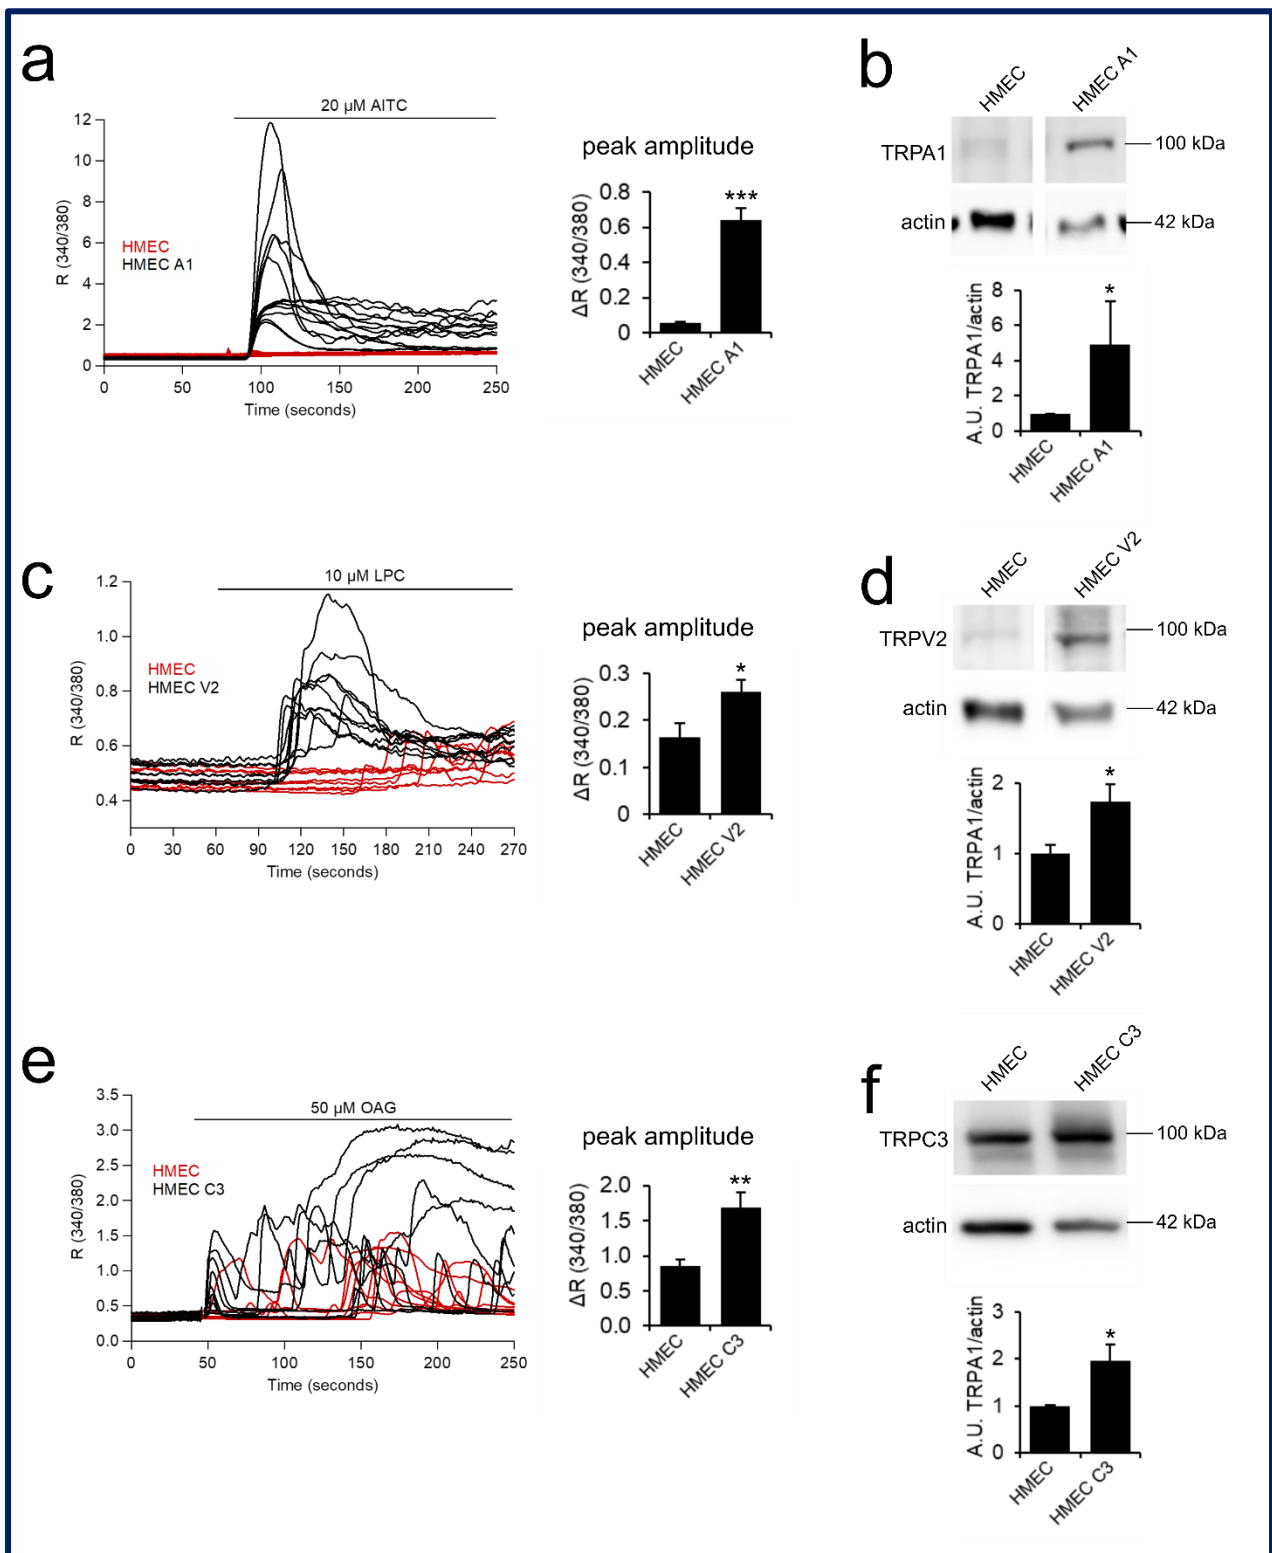 a
20 µM AITC
12
10
8
6
4
2
0
R (340/380)
HMEC
HMEC A1
0
50
100
150
200
250
Time (seconds)
peak amplitude
0.8
0.6
0.4
0.2
0
ΔR (340/380)
***
HMEC
HMEC A1
b
HMEC
HMEC A1
TRPA1
100 kDa
actin
42 kDa
8
6
4
2
0
A.U. TRPA1/actin
*
HMEC
HMEC A1
c
10 µM LPC
1.2
1.0
0.8
0.6
0.4
R (340/380)
HMEC
HMEC V2
0
30
60
90
120
150
180
210
240
270
Time (seconds)
peak amplitude
0.3
0.2
0.1
0
ΔR (340/380)
*
HMEC
HMEC V2
d
HMEC
HMEC V2
TRPV2
100 kDa
actin
42 kDa
2
1
0
A.U. TRPA1/actin
*
HMEC
HMEC V2
e
50 µM OAG
3.5
3.0
2.5
2.0
1.5
1.0
0.5
0.0
R (340/380)
HMEC
HMEC C3
0
50
100
150
200
250
Time (seconds)
peak amplitude
2.0
1.5
1.0
0.5
0.0
ΔR (340/380)
**
HMEC
HMEC C3
f
HMEC
HMEC C3
TRPC3
100 kDa
actin
42 kDa
3
2
1
0
A.U. TRPA1/actin
*
HMEC
HMEC C3